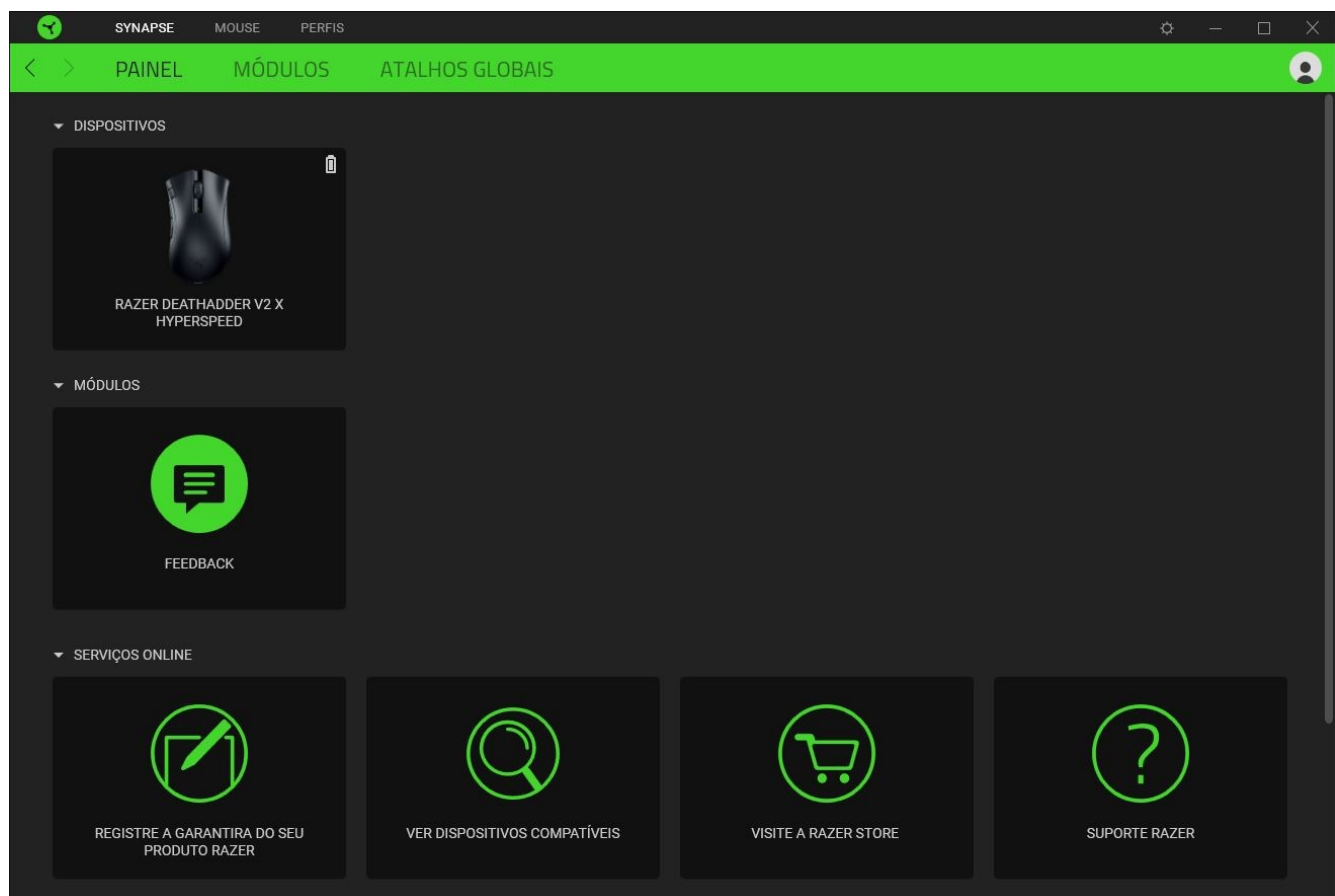 SYNAPSE MOUSE PERFIS
PAINEL MÓDULOS ATALHOS GLOBAIS
DISPOSITIVOS
RAZER DEATHADDER V2 X
HYPERSPEED
MÓDULOS
FEEDBACK
SERVIÇOS ONLINE
REGISTRE A GARANTIRA DO SEU
PRODUTO RAZER
VER DISPOSITIVOS COMPATÍVEIS
VISITE A RAZER STORE
SUPORTE RAZER